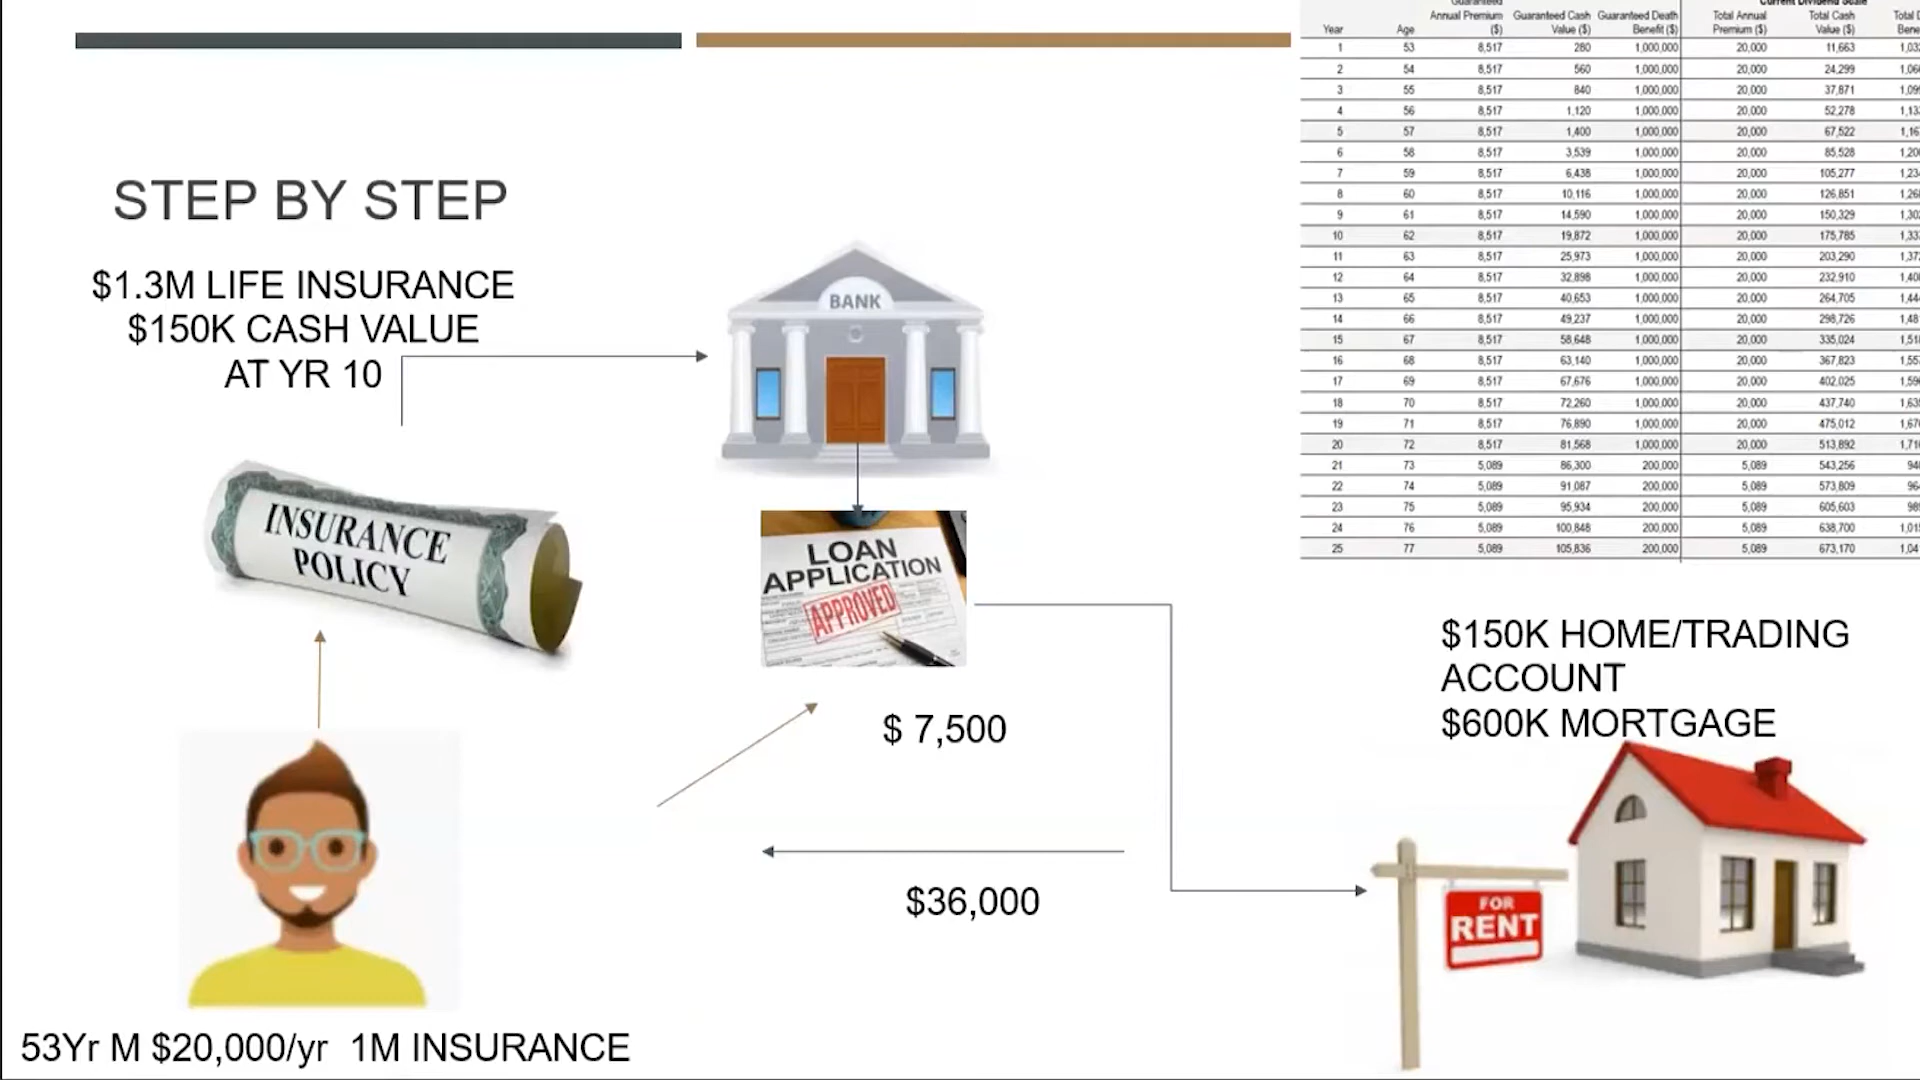 STEP BY STEP
$1.3M LIFE INSURANCE
$150K CASH VALUE
AT YR 10
BANK
INSURANCE
POLICY
LOAN
APPLICATION
APPROVED
$ 7,500
$36,000
53Yr M $20,000/yr 1M INSURANCE
Guaranteed Current Dividend Scale
Annual Premium Guaranteed Cash Guaranteed Death Total Annual Total Cash
Year Age ($) Value ($) Benefit ($) Premium ($) Value ($)
1 53 8,517 280 1,000,000 20,000 11,663
2 54 8,517 560 1,000,000 20,000 24,299
3 55 8,517 840 1,000,000 20,000 37,871
4 56 8,517 1,120 1,000,000 20,000 52,278
5 57 8,517 1,400 1,000,000 20,000 67,522
6 58 8,517 3,539 1,000,000 20,000 85,528
7 59 8,517 6,438 1,000,000 20,000 105,277
8 60 8,517 10,116 1,000,000 20,000 126,851
9 61 8,517 14,590 1,000,000 20,000 150,329
10 62 8,517 19,872 1,000,000 20,000 175,785
11 63 8,517 25,973 1,000,000 20,000 203,290
12 64 8,517 32,898 1,000,000 20,000 232,910
13 65 8,517 40,653 1,000,000 20,000 264,705
14 66 8,517 49,237 1,000,000 20,000 298,726
15 67 8,517 58,648 1,000,000 20,000 335,024
16 68 8,517 63,140 1,000,000 20,000 367,823
17 69 8,517 67,676 1,000,000 20,000 402,025
18 70 8,517 72,260 1,000,000 20,000 437,740
19 71 8,517 76,890 1,000,000 20,000 475,012
20 72 8,517 81,568 1,000,000 20,000 513,892
21 73 5,089 86,300 200,000 5,089 543,256
22 74 5,089 91,087 200,000 5,089 573,809
23 75 5,089 95,934 200,000 5,089 605,603
24 76 5,089 100,848 200,000 5,089 638,700
25 77 5,089 105,836 200,000 5,089 673,170
$150K HOME/TRADING
ACCOUNT
$600K MORTGAGE
FOR
RENT